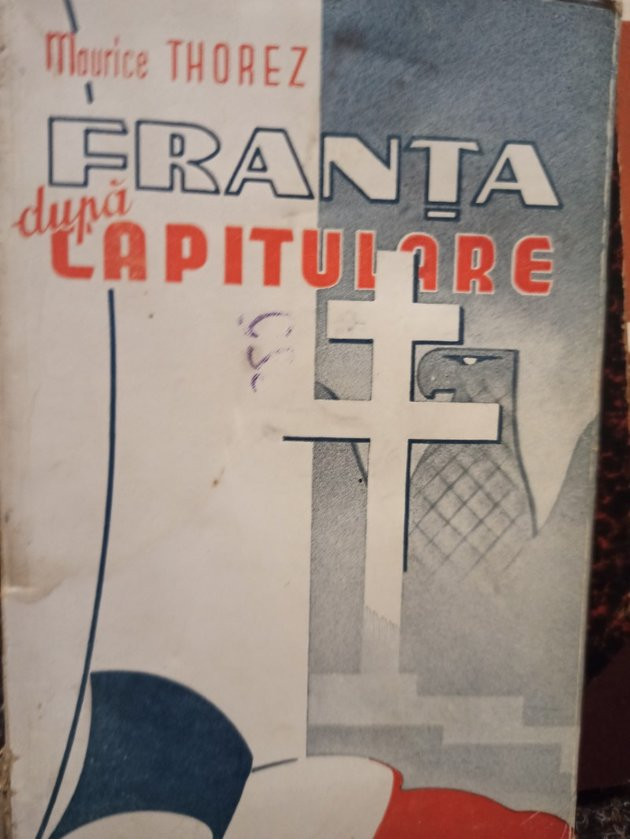 Maurice THOREZ
FRANȚA
după
CAPITULARE